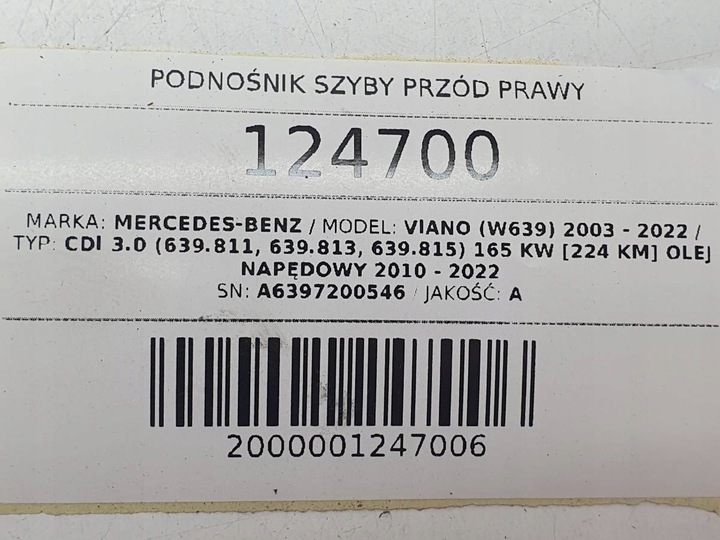 PODNOŚNIK SZYBY PRZÓD PRAWY
124700
MARKA: MERCEDES-BENZ / MODEL: VIANO (W639) 2003 - 2022 /
TYP: CDI 3.0 (639.811, 639.813, 639.815) 165 KW [224 KM] OLEJ
NAPĘDOWY 2010 - 2022
SN: A6397200546 / JAKOŚĆ: A
2000001247006